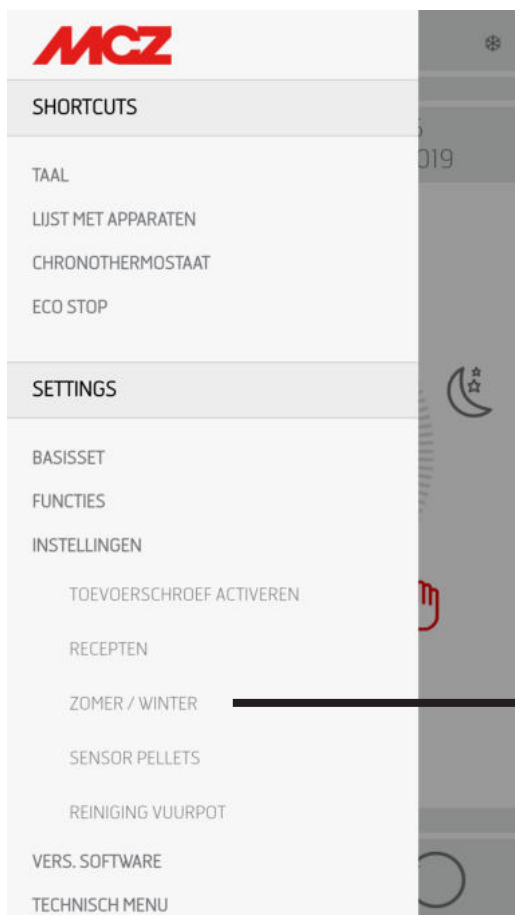 MCZ
SHORTCUTS
TAAL
LIJST MET APPARATEN
CHRONOTHERMOSTAAT
ECO STOP
SETTINGS
BASISSET
FUNCTIES
INSTELLINGEN
TOEVOERSCHROEF ACTIVEREN
RECEPTEN
ZOMER / WINTER
SENSOR PELLETS
REINIGING VUURPOT
VERS. SOFTWARE
TECHNISCH MENU